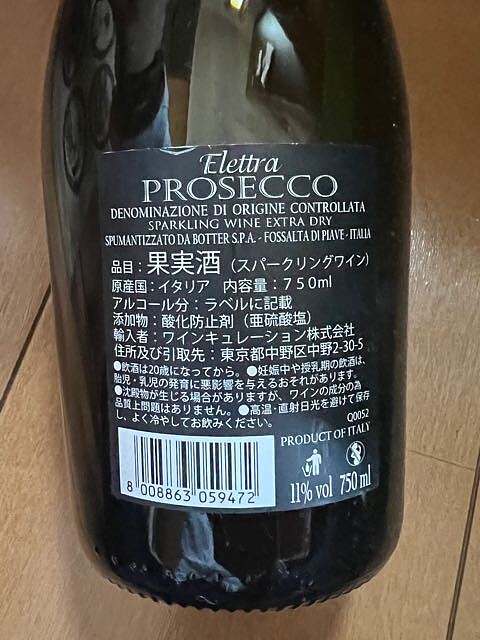 Elettra
PROSECCO
DENOMINAZIONE DI ORIGINE CONTROLLATA
SPARKLING WINE EXTRA DRY
SPUMANTIZZATO DA BOTTER S.P.A. - FOSSALTA DI PIAVE - ITALIA
品目：果実酒（スパークリングワイン）
原産国：イタリア 内容量：750ml
アルコール分：ラベルに記載
添加物：酸化防止剤（亜硫酸塩）
輸入者：ワインキュレーション株式会社
住所及び引取先：東京都中野区中野2-30-5
●飲酒は20歳になってから。●妊娠中や授乳期の飲酒は、
胎児・乳児の発育に悪影響を与えるおそれがあります。
●沈殿物が生じる場合がありますが、ワインの成分の為
品質上問題はありません。●高温・直射日光を避けて保存
し、よく冷やしてお飲みください。
Q0052
PRODUCT OF ITALY
8 008863 059472
11% vol 750 ml